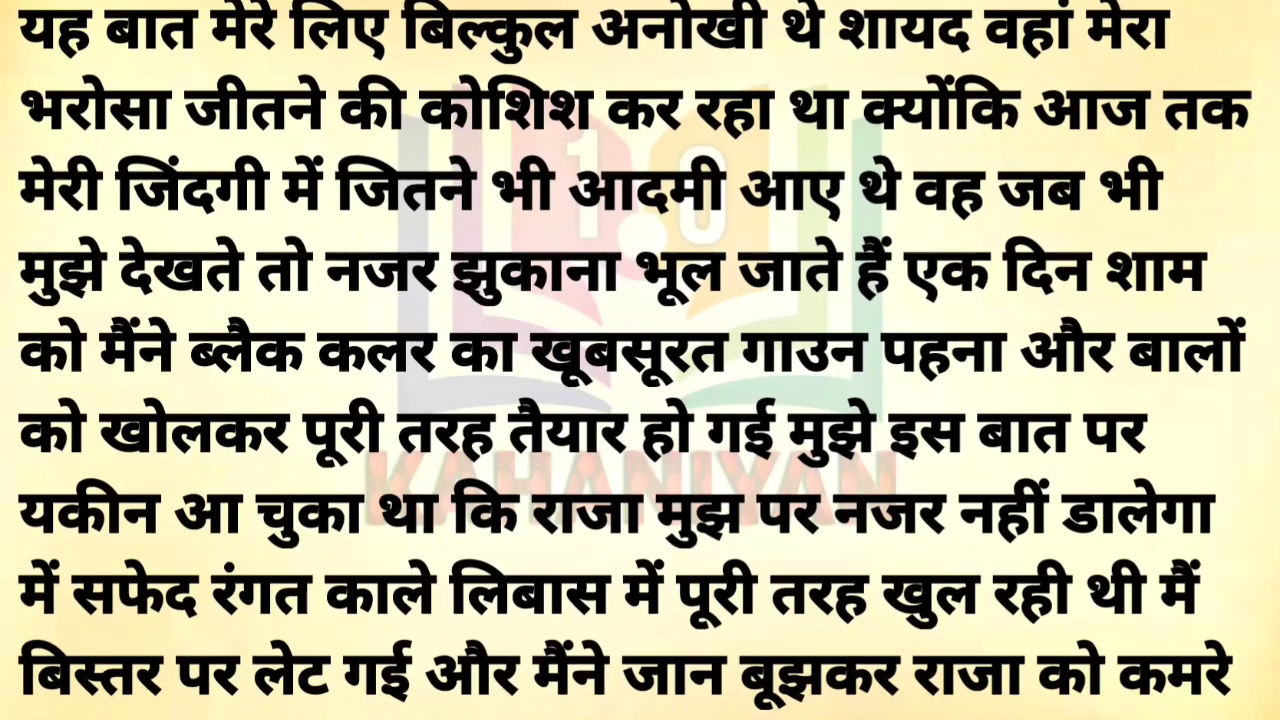 यह बात मेरे लिए बिल्कुल अनोखी थे शायद वहां मेरा
भरोसा जीतने की कोशिश कर रहा था क्योंकि आज तक
मेरी जिंदगी में जितने भी आदमी आए थे वह जब भी
मुझे देखते तो नजर झुकाना भूल जाते हैं एक दिन शाम
को मैंने ब्लैक कलर का खूबसूरत गाउन पहना और बालों
को खोलकर पूरी तरह तैयार हो गई मुझे इस बात पर
यकीन आ चुका था कि राजा मुझ पर नजर नहीं डालेगा
में सफेद रंगत काले लिबास में पूरी तरह खुल रही थी मैं
बिस्तर पर लेट गई और मैंने जान बूझकर राजा को कमरे
10
KAHANIYAN